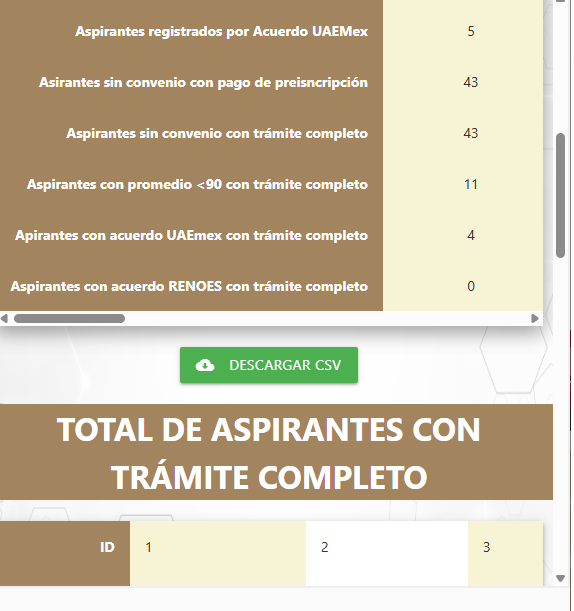 Aspirantes registrados por Acuerdo UAEMex 5
Asirantes sin convenio con pago de preisncripción 43
Aspirantes sin convenio con trámite completo 43
Aspirantes con promedio <90 con trámite completo 11
Apirantes con acuerdo UAEmex con trámite completo 4
Aspirantes con acuerdo RENOES con trámite completo 0
DESCARGAR CSV
TOTAL DE ASPIRANTES CON
TRÁMITE COMPLETO
ID 1 2 3